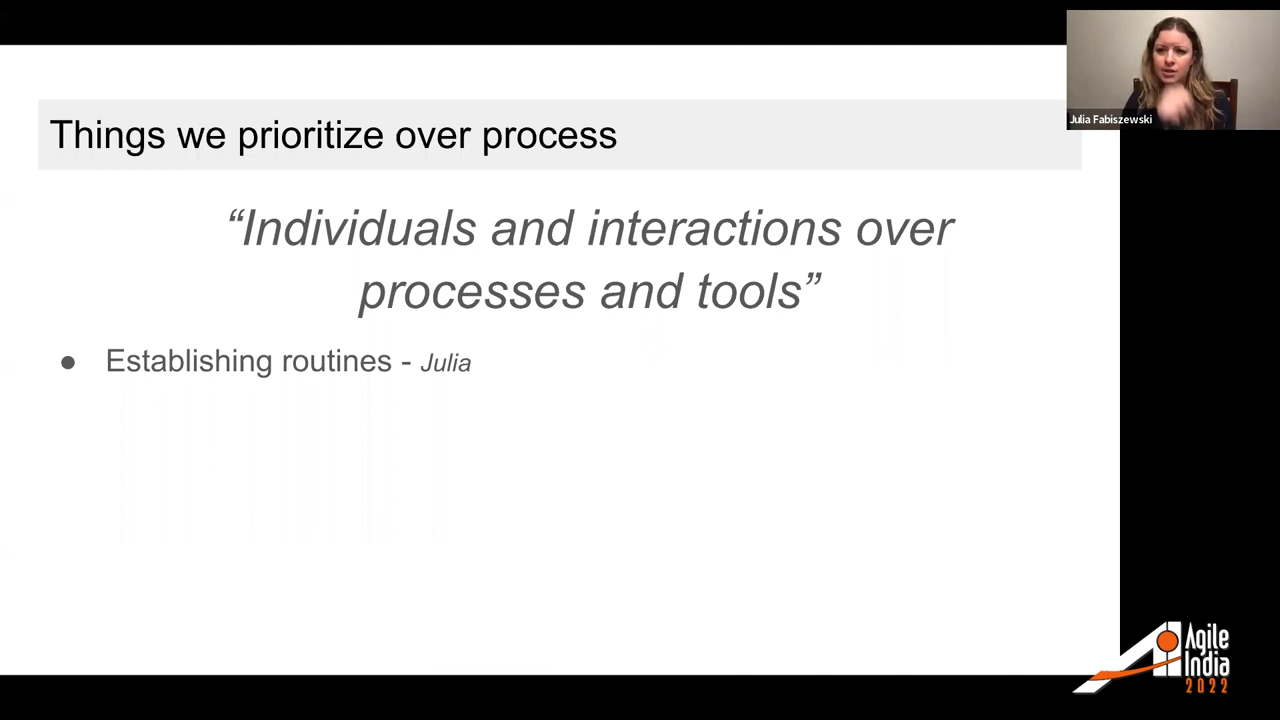 Julia Fabiszewski
Things we prioritize over process
“Individuals and interactions over
processes and tools”
● Establishing routines - Julia
Agile
India
2022